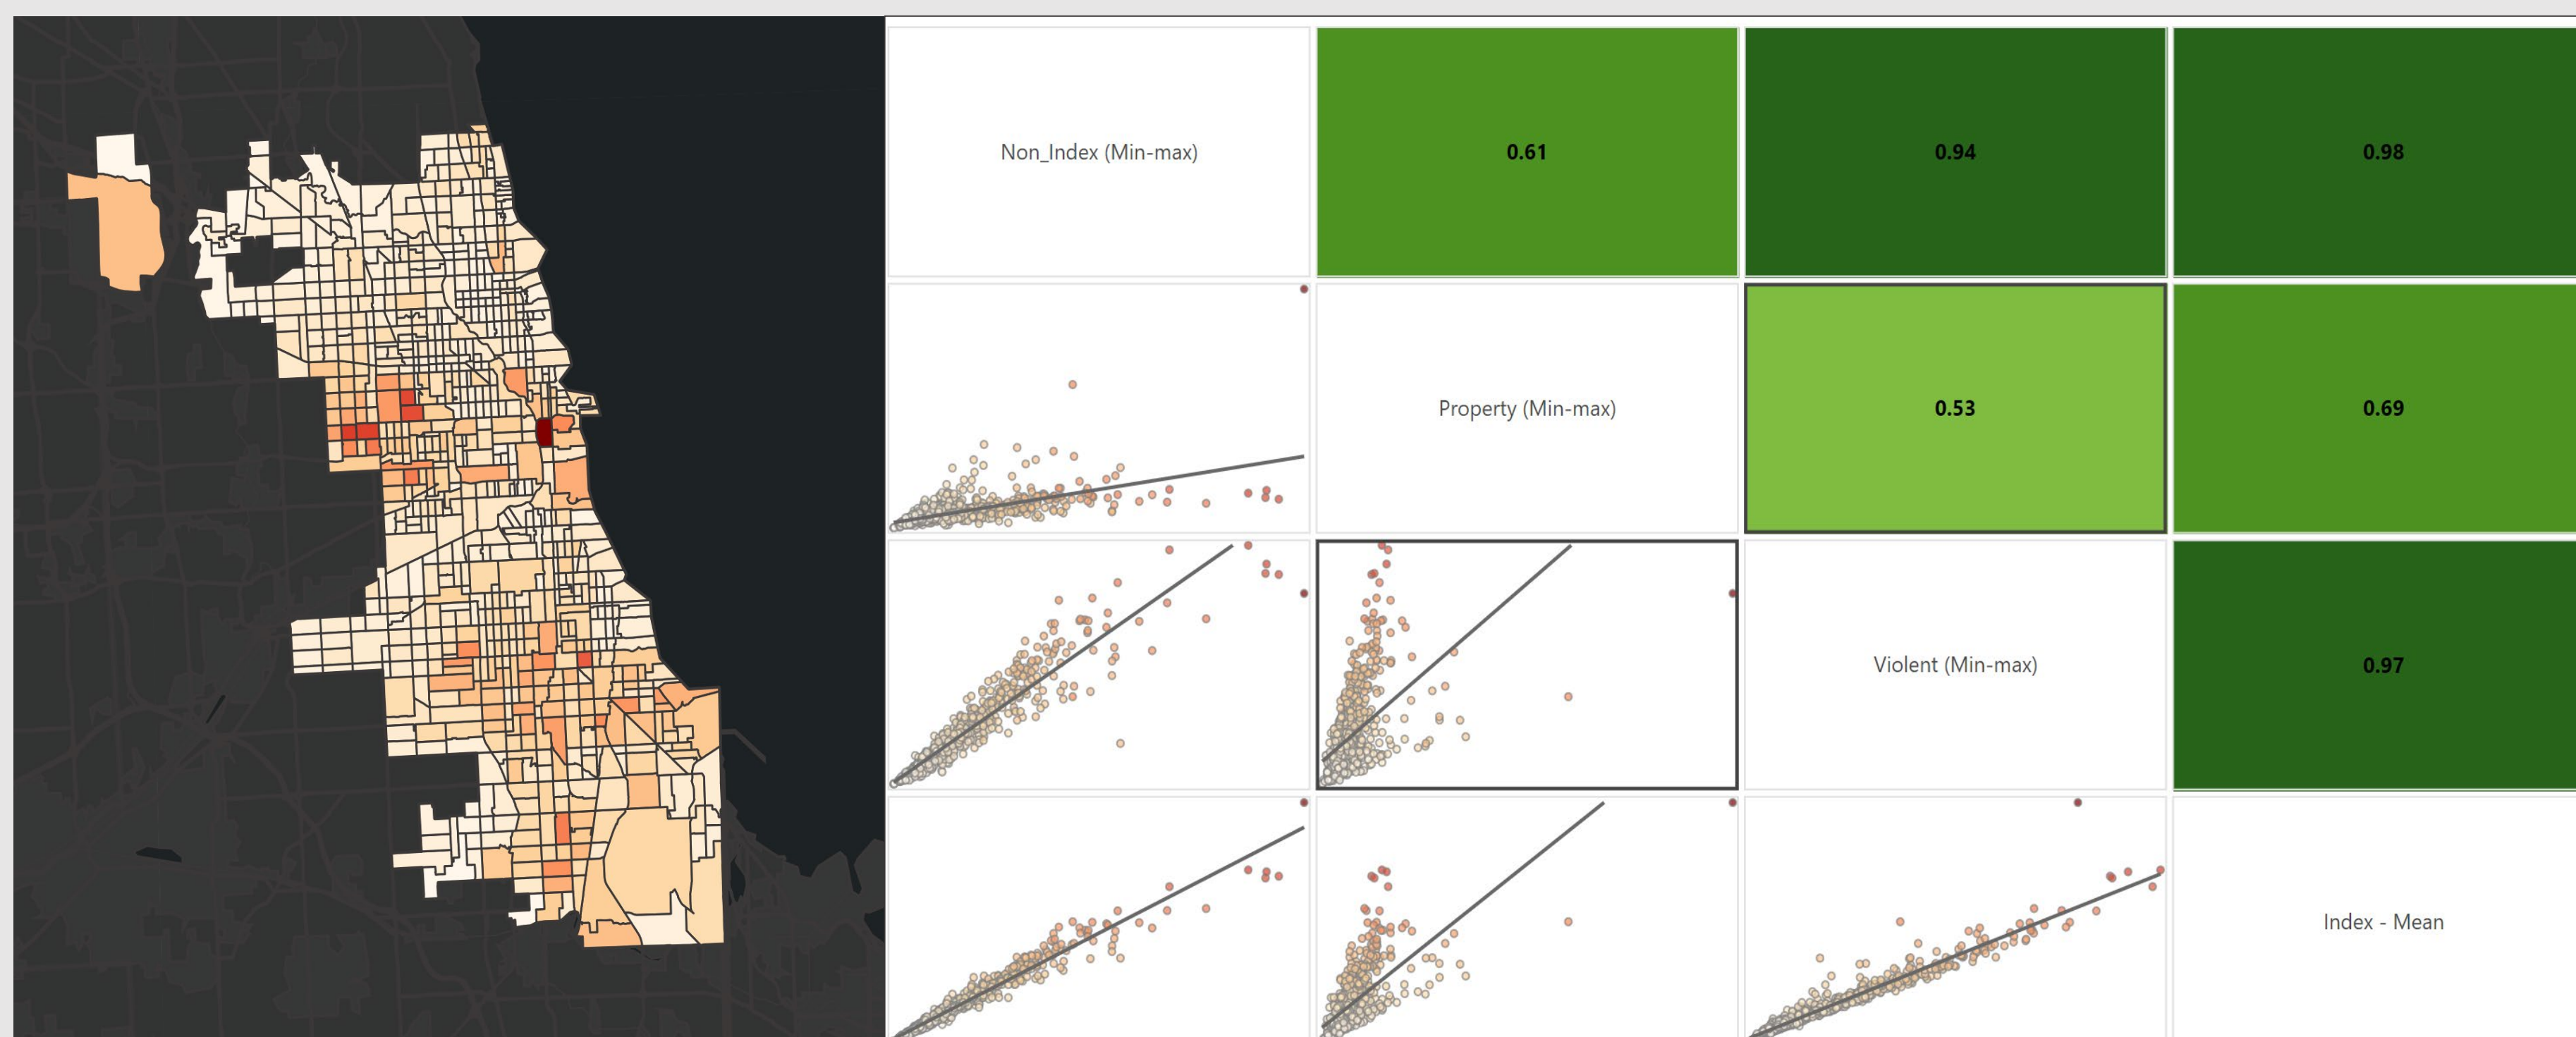 Non_Index (Min-max)
0.61
0.94
0.98
Property (Min-max)
0.53
0.69
Violent (Min-max)
0.97
Index - Mean